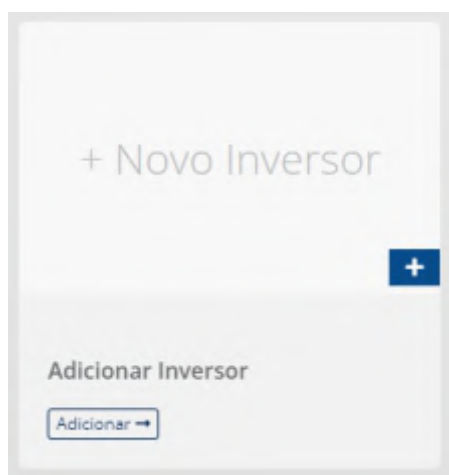 + Novo Inversor
+
Adicionar Inversor
Adicionar →